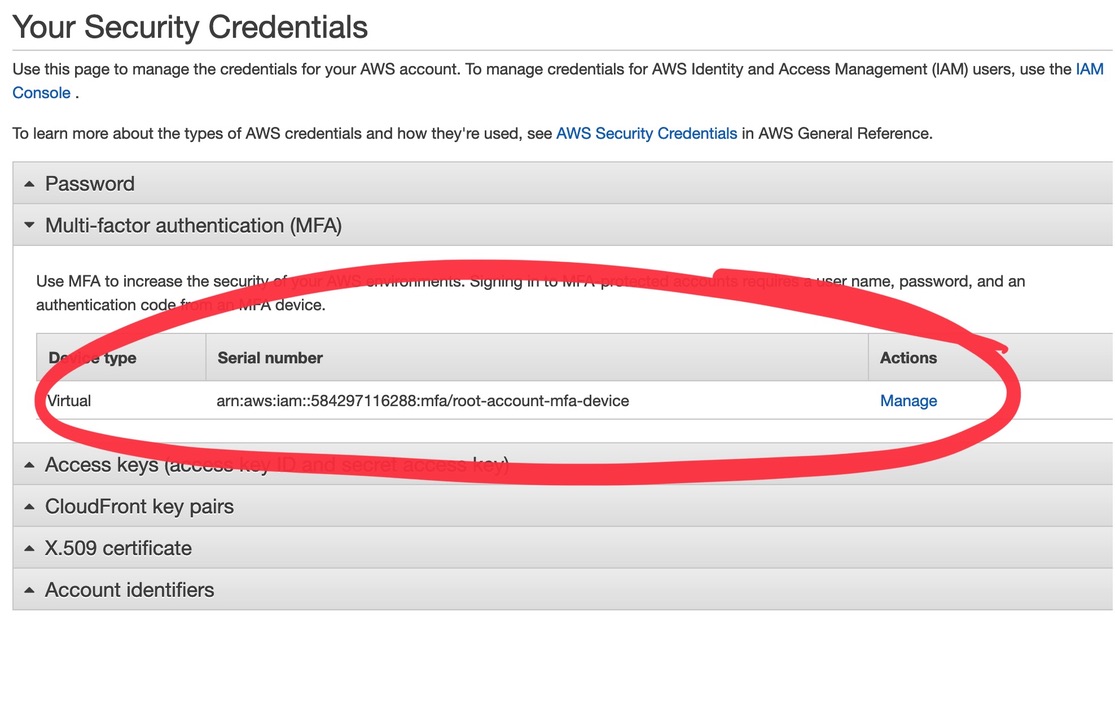 Your Security Credentials
Use this page to manage the credentials for your AWS account. To manage credentials for AWS Identity and Access Management (IAM) users, use the IAM
Console .
To learn more about the types of AWS credentials and how they're used, see AWS Security Credentials in AWS General Reference.
Password
Multi-factor authentication (MFA)
Use MFA to increase the security of your AWS environments. Signing in to MFA-protected accounts requires a user name, password, and an
authentication code from an MFA device.
Device type Serial number Actions
Virtual arn:aws:iam::584297116288:mfa/root-account-mfa-device Manage
Access keys (access key ID and secret access key)
CloudFront key pairs
X.509 certificate
Account identifiers